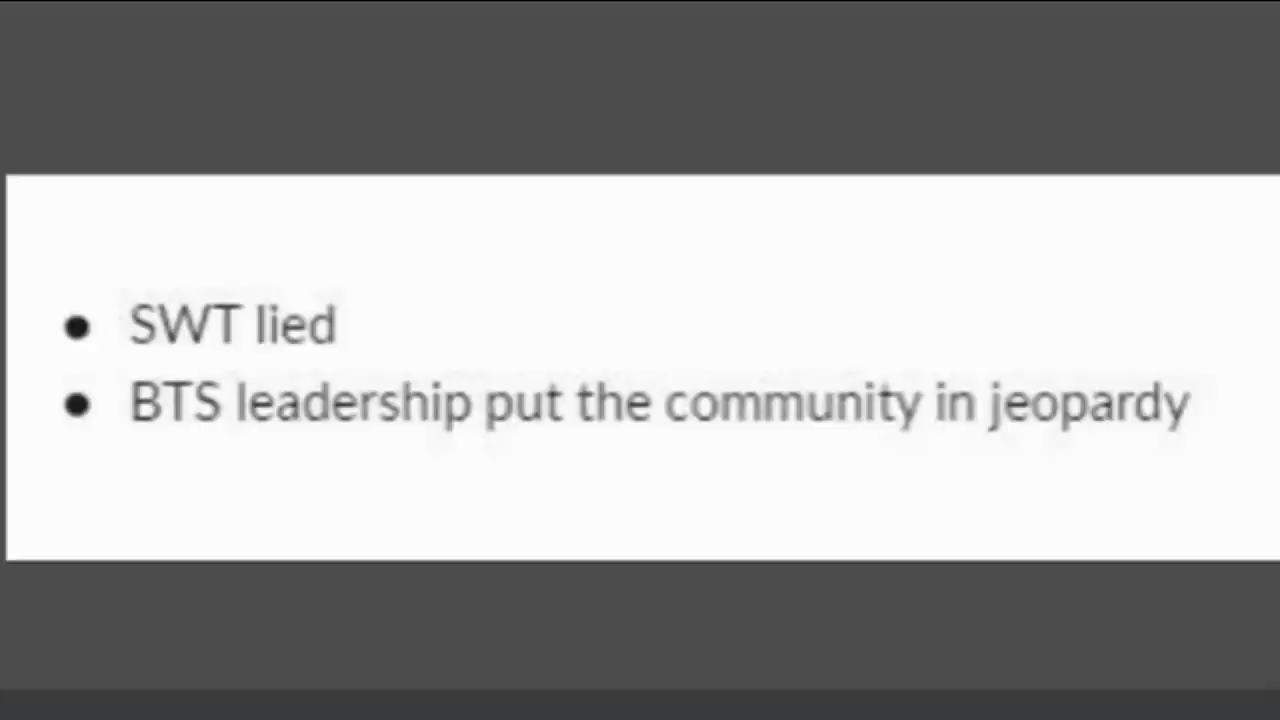 ● SWT lied
● BTS leadership put the community in jeopardy